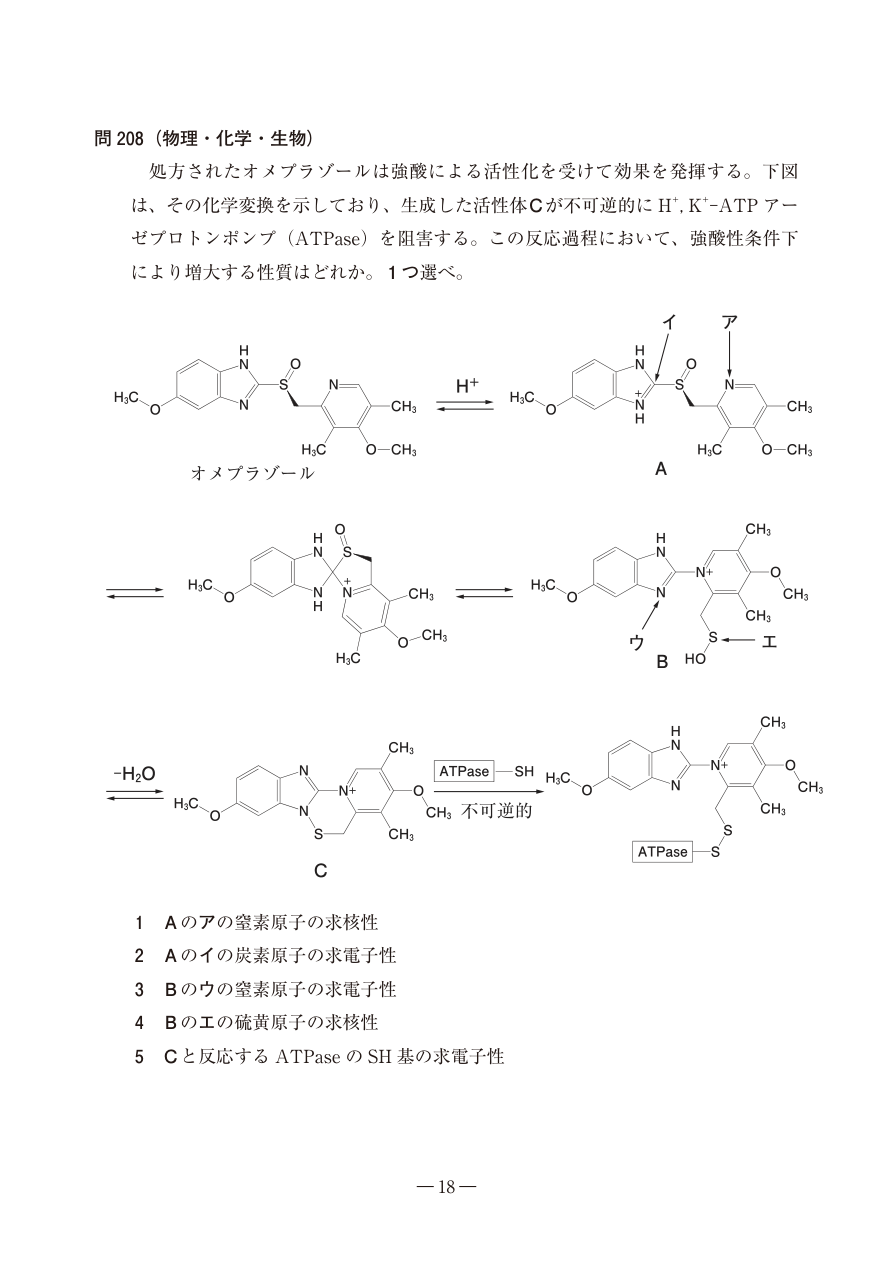 問 208（物理・化学・生物）
処方されたオメプラゾールは強酸による活性化を受けて効果を発揮する。下図
は、その化学変換を示しており、生成した活性体Cが不可逆的に H⁺, K⁺-ATP アー
ゼプロトンポンプ（ATPase）を阻害する。この反応過程において、強酸性条件下
により増大する性質はどれか。1つ選べ。
イ ア
H N O S N N H₃C O CH₃ H₃C O CH₃
H⁺
H N O S N + N H H₃C O CH₃ H₃C O CH₃
オメプラゾール
A
O H N S N H + N H₃C O CH₃ O CH₃ H₃C
H N N N+ CH₃ O CH₃ CH₃ H₃C O S HO
ウ エ
B
-H₂O
N N N+ S H₃C O CH₃ O CH₃ CH₃
C
ATPase SH
不可逆的
H N N N+ CH₃ O CH₃ CH₃ H₃C O S S ATPase
1 Aのアの窒素原子の求核性
2 Aのイの炭素原子の求電子性
3 Bのウの窒素原子の求電子性
4 Bのエの硫黄原子の求核性
5 Cと反応する ATPase の SH 基の求電子性
— 18 —